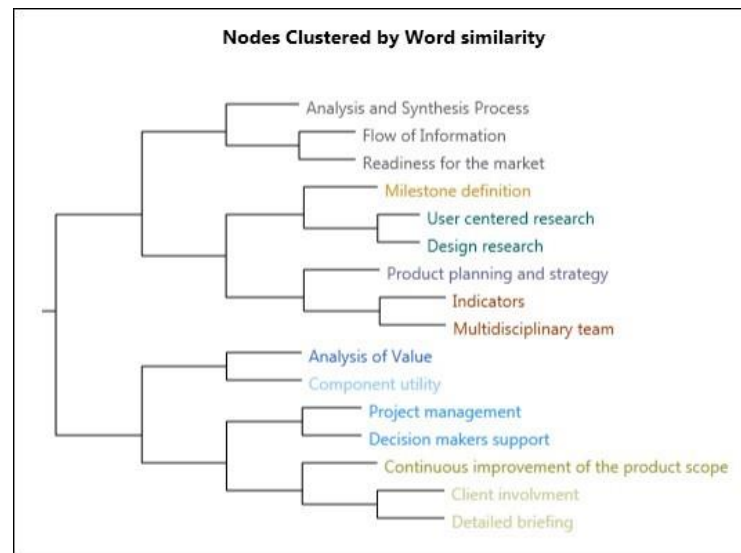 Nodes Clustered by Word similarity
Analysis and Synthesis Process
Flow of Information
Readiness for the market
Milestone definition
User centered research
Design research
Product planning and strategy
Indicators
Multidisciplinary team
Analysis of Value
Component utility
Project management
Decision makers support
Continuous improvement of the product scope
Client involvment
Detailed briefing